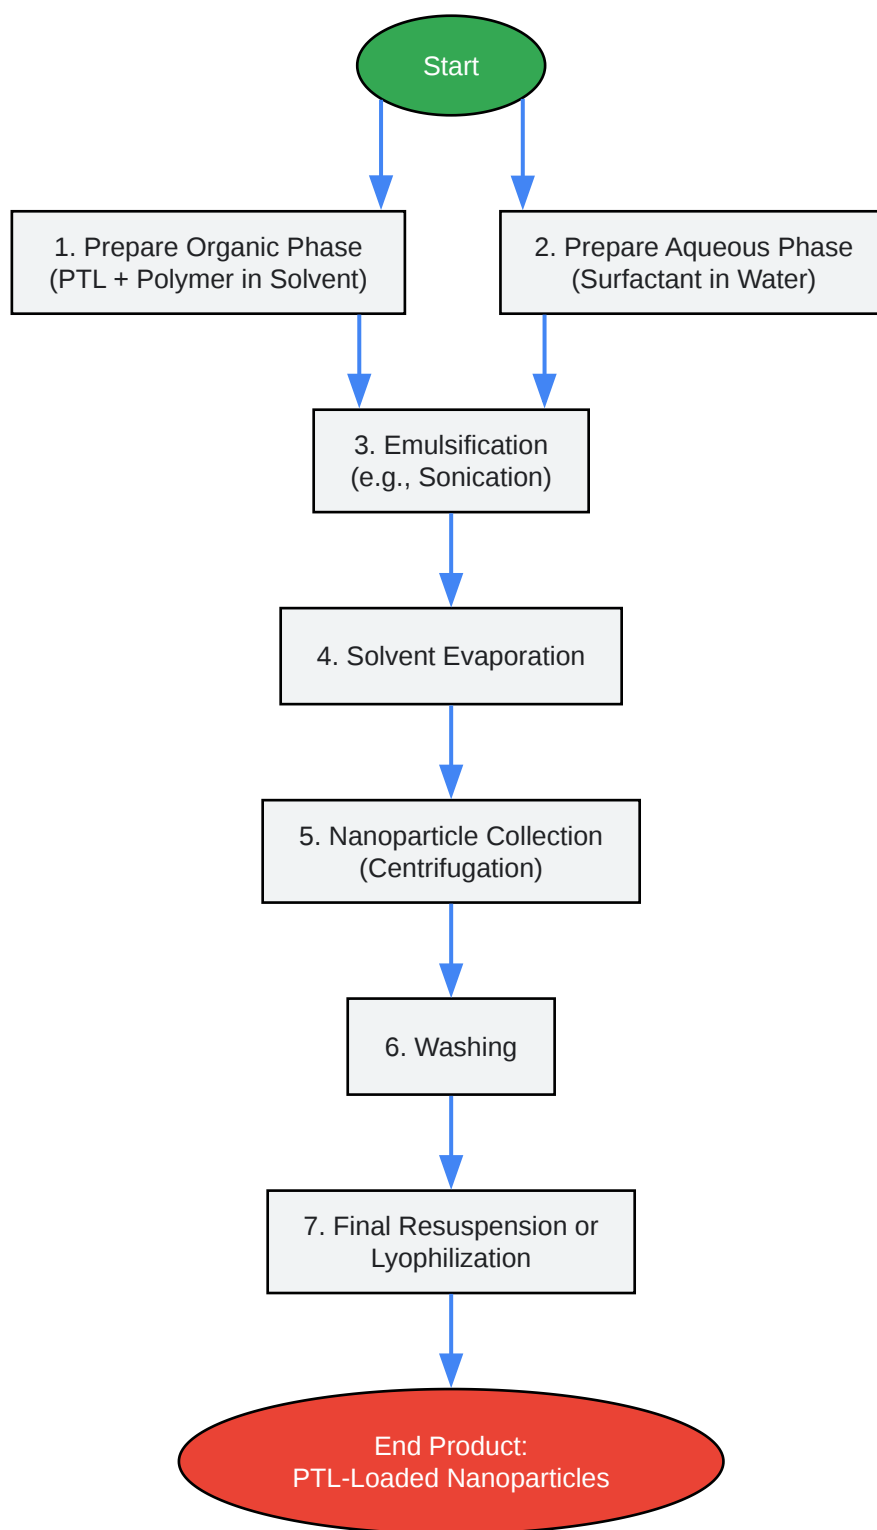 Start
1. Prepare Organic Phase
(PTL + Polymer in Solvent)
2. Prepare Aqueous Phase
(Surfactant in Water)
3. Emulsification
(e.g., Sonication)
4. Solvent Evaporation
5. Nanoparticle Collection
(Centrifugation)
6. Washing
7. Final Resuspension or
Lyophilization
End Product:
PTL-Loaded Nanoparticles